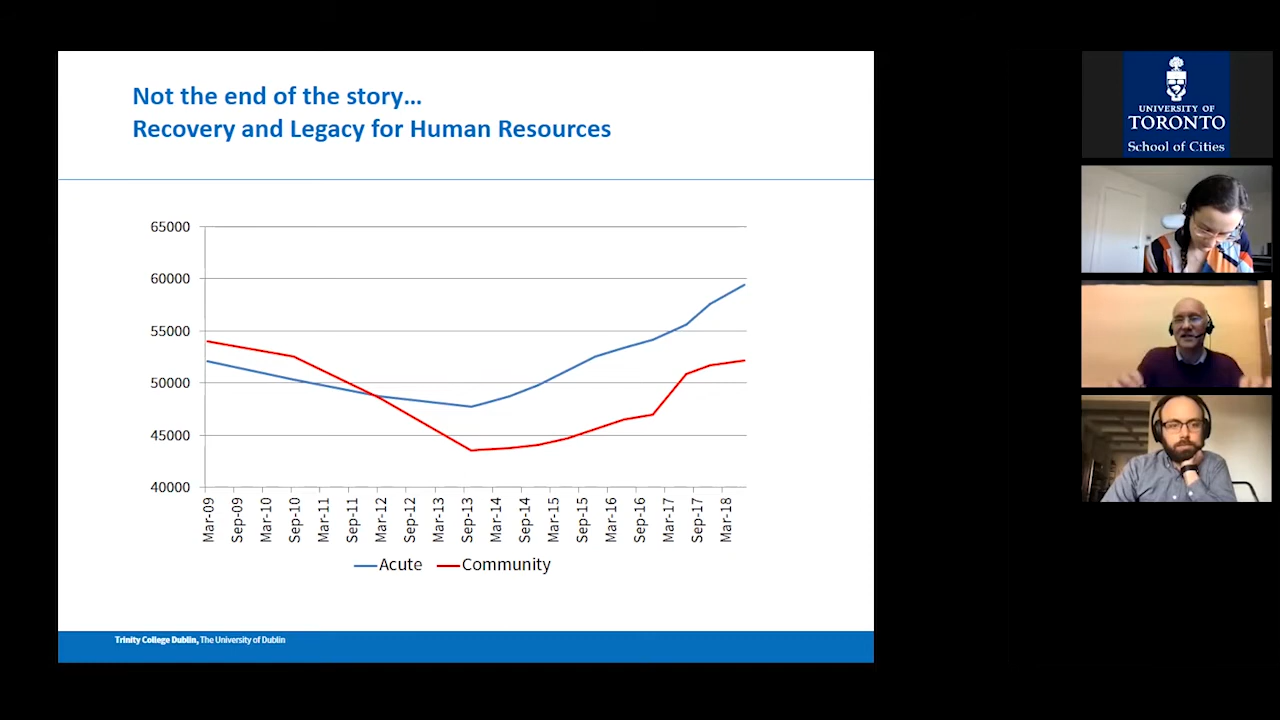 Not the end of the story…
Recovery and Legacy for Human Resources
65000
60000
55000
50000
45000
40000
Mar-09
Sep-09
Mar-10
Sep-10
Mar-11
Sep-11
Mar-12
Sep-12
Mar-13
Sep-13
Mar-14
Sep-14
Mar-15
Sep-15
Mar-16
Sep-16
Mar-17
Sep-17
Mar-18
Acute Community
Trinity College Dublin, The University of Dublin
UNIVERSITY OF
TORONTO
School of Cities